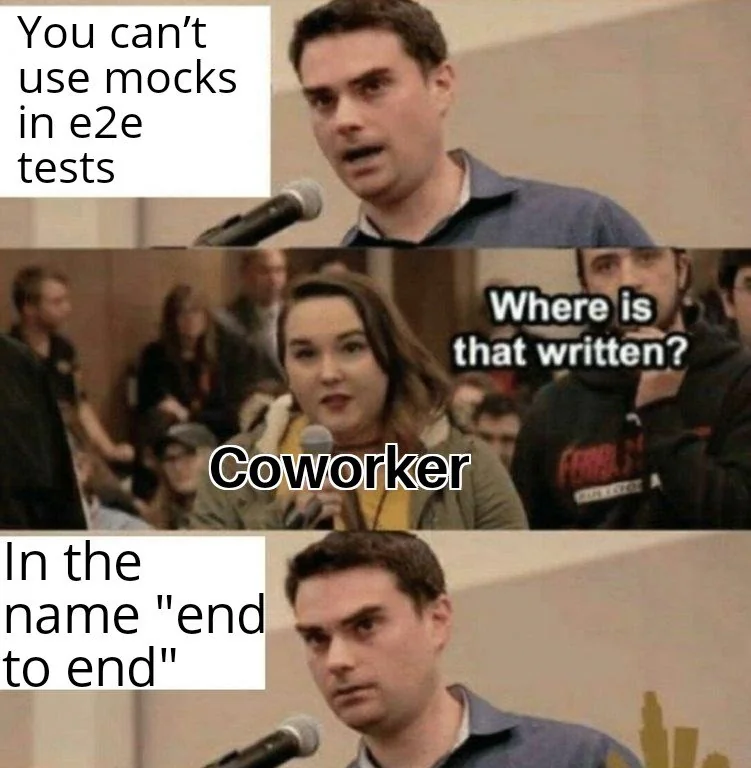 You can’t
use mocks
in e2e
tests
Where is
that written?
Coworker
In the
name "end
to end"